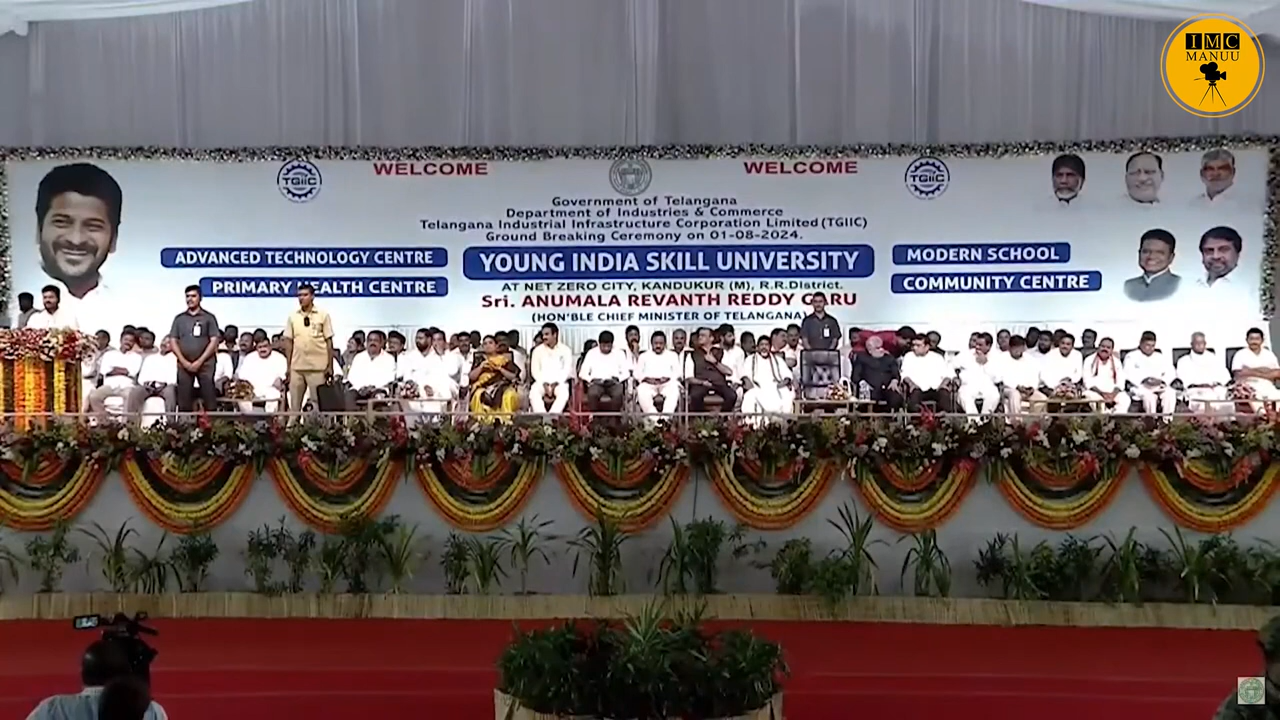 IMC
MANUU
WELCOME
WELCOME
TGIIC
TGIIC
Government of Telangana
Department of Industries & Commerce
Telangana Industrial Infrastructure Corporation Limited (TGIIC)
Ground Breaking Ceremony on 01-08-2024.
ADVANCED TECHNOLOGY CENTRE
YOUNG INDIA SKILL UNIVERSITY
MODERN SCHOOL
PRIMARY HEALTH CENTRE
AT NET ZERO CITY, KANDUKUR (M), R.R.District.
COMMUNITY CENTRE
Sri. ANUMALA REVANTH REDDY GARU
(HON'BLE CHIEF MINISTER OF TELANGANA)